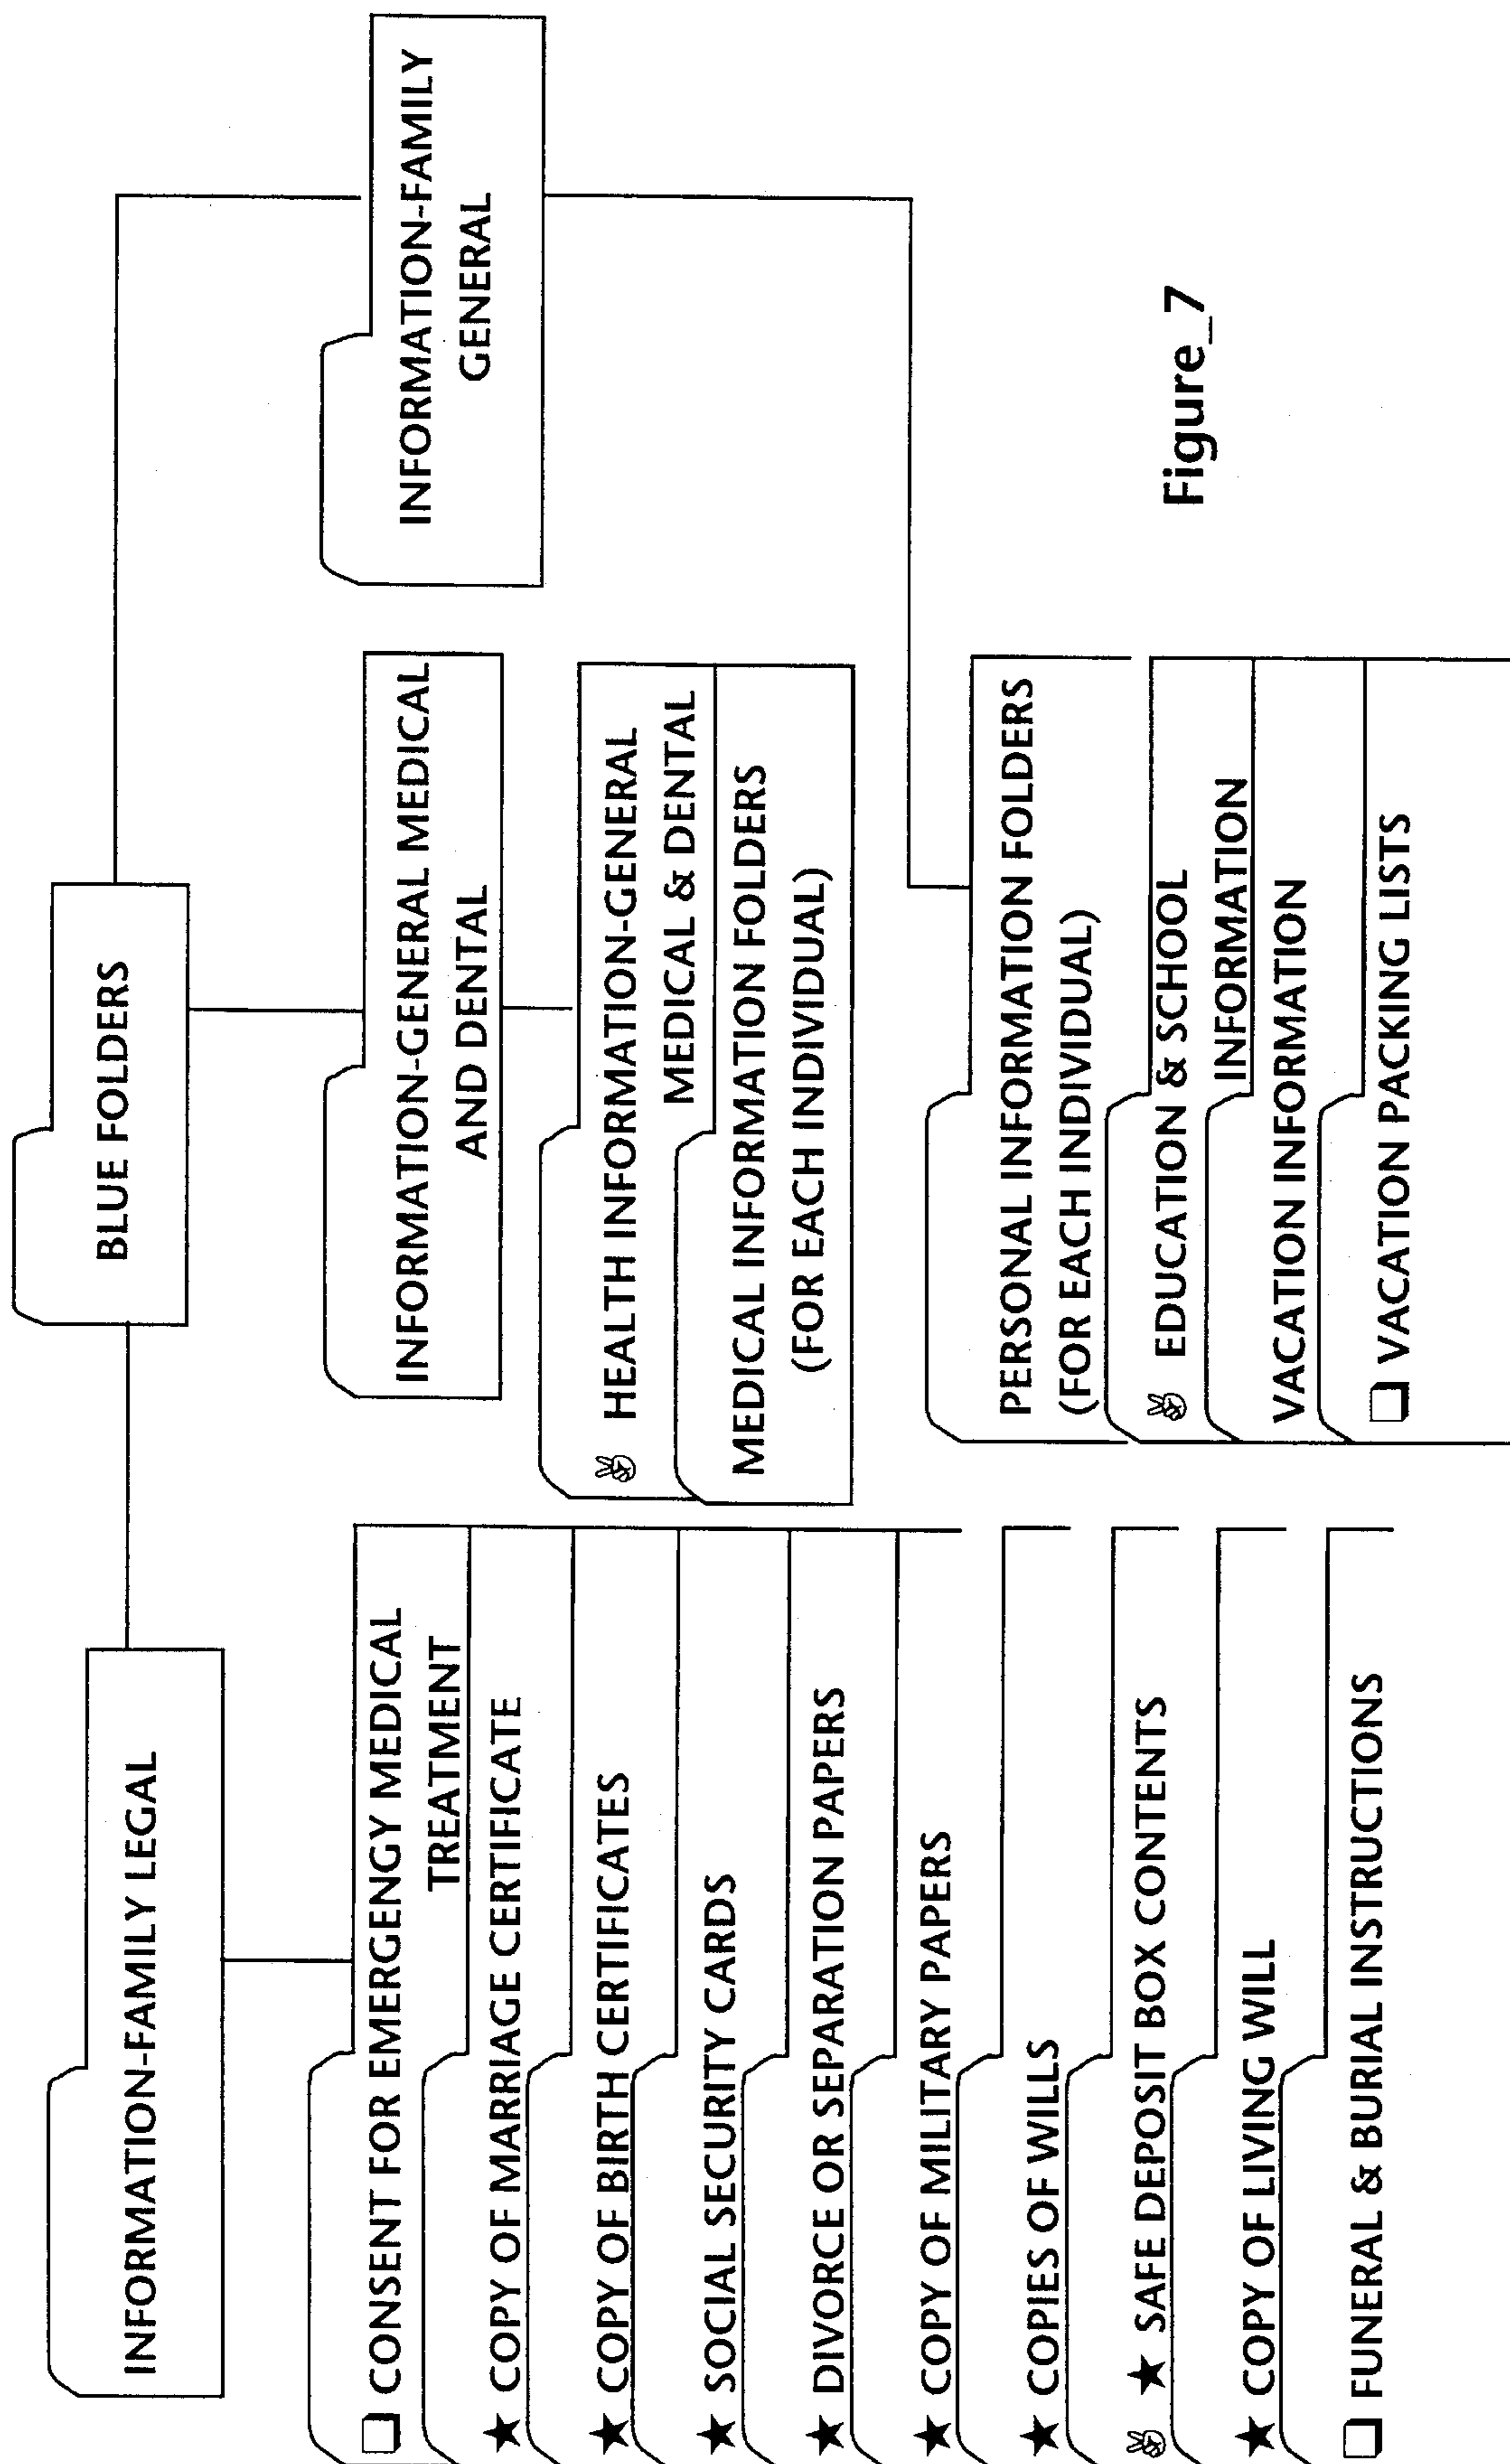 BLUE FOLDERS
INFORMATION-FAMILY LEGAL
❏ CONSENT FOR EMERGENCY MEDICAL
TREATMENT
★ COPY OF MARRIAGE CERTIFICATE
★ COPY OF BIRTH CERTIFICATES
★ SOCIAL SECURITY CARDS
★ DIVORCE OR SEPARATION PAPERS
★ COPY OF MILITARY PAPERS
★ COPIES OF WILLS
✌ ★ SAFE DEPOSIT BOX CONTENTS
★ COPY OF LIVING WILL
❏ FUNERAL & BURIAL INSTRUCTIONS
INFORMATION-GENERAL MEDICAL
AND DENTAL
✌ HEALTH INFORMATION-GENERAL
MEDICAL & DENTAL
MEDICAL INFORMATION FOLDERS
(FOR EACH INDIVIDUAL)
INFORMATION-FAMILY
GENERAL
PERSONAL INFORMATION FOLDERS
(FOR EACH INDIVIDUAL)
✌ EDUCATION & SCHOOL
INFORMATION
VACATION INFORMATION
❏ VACATION PACKING LISTS
Figure_7